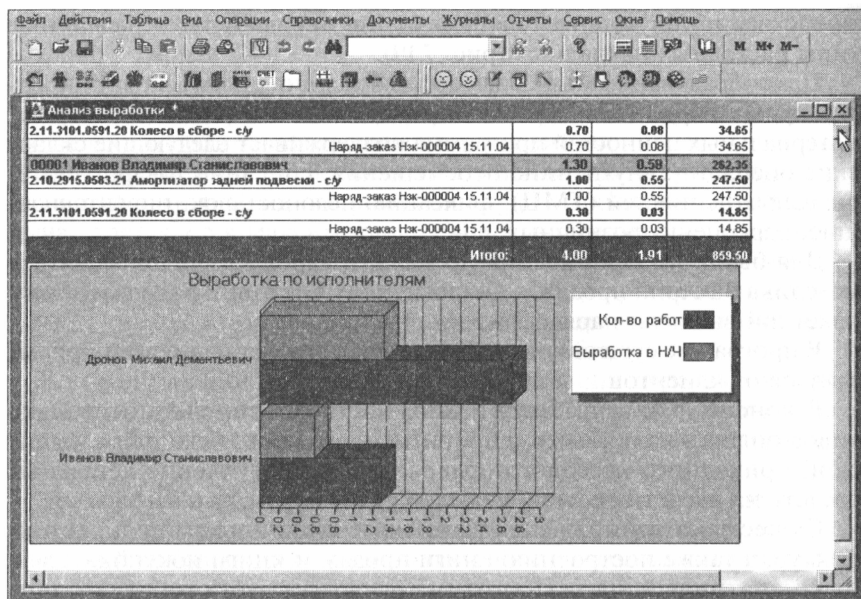 Файл Действия Таблица Вид Операции Справочники Документы Журналы Отчеты Сервис Окна Помощь
M M+ M-
Анализ выработки *
2.11.3101.0591.20 Колесо в сборе - с/у 0.70 0.08 34.65
Наряд-заказ Нзк-000004 15.11.04 0.70 0.08 34.65
00001 Иванов Владимир Станиславович 1.30 0.58 262.35
2.10.2915.0583.21 Амортизатор задней подвески - с/у 1.00 0.55 247.50
Наряд-заказ Нзк-000004 15.11.04 1.00 0.55 247.50
2.11.3101.0591.20 Колесо в сборе - с/у 0.30 0.03 14.85
Наряд-заказ Нзк-000004 15.11.04 0.30 0.03 14.85
Итого: 4.00 1.91 859.50
Выработка по исполнителям
Кол-во работ
Выработка в Н/Ч
Дронов Михаил Дементьевич
Иванов Владимир Станиславович
0 0.2 0.4 0.6 0.8 1 1.2 1.4 1.6 1.8 2 2.2 2.4 2.6 2.8 3